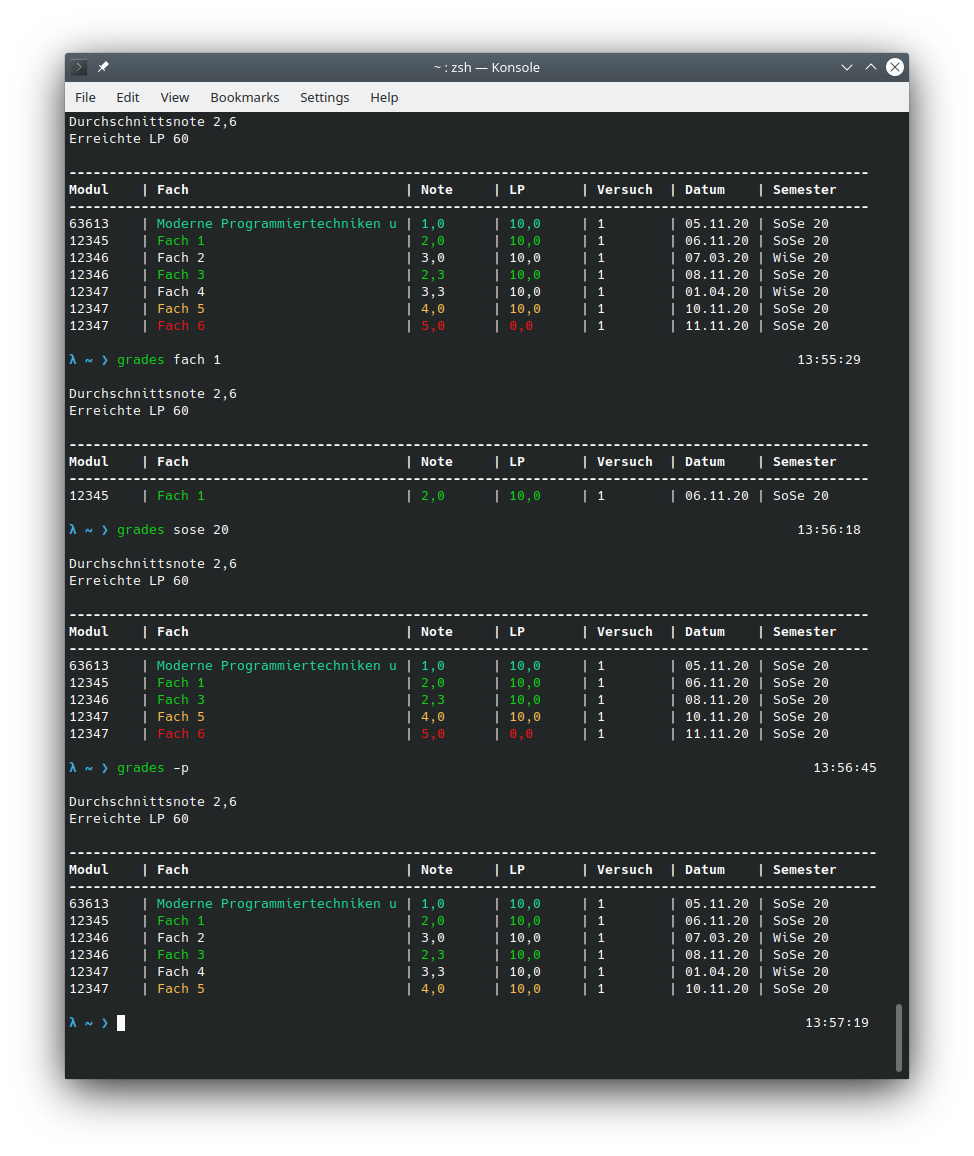 ~ : zsh — Konsole
File Edit View Bookmarks Settings Help
Durchschnittsnote 2,6
Erreichte LP 60
----------------------------------------------------------------------------------------------------
Modul | Fach | Note | LP | Versuch | Datum | Semester
----------------------------------------------------------------------------------------------------
63613 | Moderne Programmiertechniken u | 1,0 | 10,0 | 1 | 05.11.20 | SoSe 20
12345 | Fach 1 | 2,0 | 10,0 | 1 | 06.11.20 | SoSe 20
12346 | Fach 2 | 3,0 | 10,0 | 1 | 07.03.20 | WiSe 20
12346 | Fach 3 | 2,3 | 10,0 | 1 | 08.11.20 | SoSe 20
12347 | Fach 4 | 3,3 | 10,0 | 1 | 01.04.20 | WiSe 20
12347 | Fach 5 | 4,0 | 10,0 | 1 | 10.11.20 | SoSe 20
12347 | Fach 6 | 5,0 | 0,0 | 1 | 11.11.20 | SoSe 20
λ ~ ❯ grades fach 1 13:55:29
Durchschnittsnote 2,6
Erreichte LP 60
----------------------------------------------------------------------------------------------------
Modul | Fach | Note | LP | Versuch | Datum | Semester
----------------------------------------------------------------------------------------------------
12345 | Fach 1 | 2,0 | 10,0 | 1 | 06.11.20 | SoSe 20
λ ~ ❯ grades sose 20 13:56:18
Durchschnittsnote 2,6
Erreichte LP 60
----------------------------------------------------------------------------------------------------
Modul | Fach | Note | LP | Versuch | Datum | Semester
----------------------------------------------------------------------------------------------------
63613 | Moderne Programmiertechniken u | 1,0 | 10,0 | 1 | 05.11.20 | SoSe 20
12345 | Fach 1 | 2,0 | 10,0 | 1 | 06.11.20 | SoSe 20
12346 | Fach 3 | 2,3 | 10,0 | 1 | 08.11.20 | SoSe 20
12347 | Fach 5 | 4,0 | 10,0 | 1 | 10.11.20 | SoSe 20
12347 | Fach 6 | 5,0 | 0,0 | 1 | 11.11.20 | SoSe 20
λ ~ ❯ grades -p 13:56:45
Durchschnittsnote 2,6
Erreichte LP 60
-----------------------------------------------------------------------------------------------------
Modul | Fach | Note | LP | Versuch | Datum | Semester
-----------------------------------------------------------------------------------------------------
63613 | Moderne Programmiertechniken u | 1,0 | 10,0 | 1 | 05.11.20 | SoSe 20
12345 | Fach 1 | 2,0 | 10,0 | 1 | 06.11.20 | SoSe 20
12346 | Fach 2 | 3,0 | 10,0 | 1 | 07.03.20 | WiSe 20
12346 | Fach 3 | 2,3 | 10,0 | 1 | 08.11.20 | SoSe 20
12347 | Fach 4 | 3,3 | 10,0 | 1 | 01.04.20 | WiSe 20
12347 | Fach 5 | 4,0 | 10,0 | 1 | 10.11.20 | SoSe 20
λ ~ ❯ 13:57:19